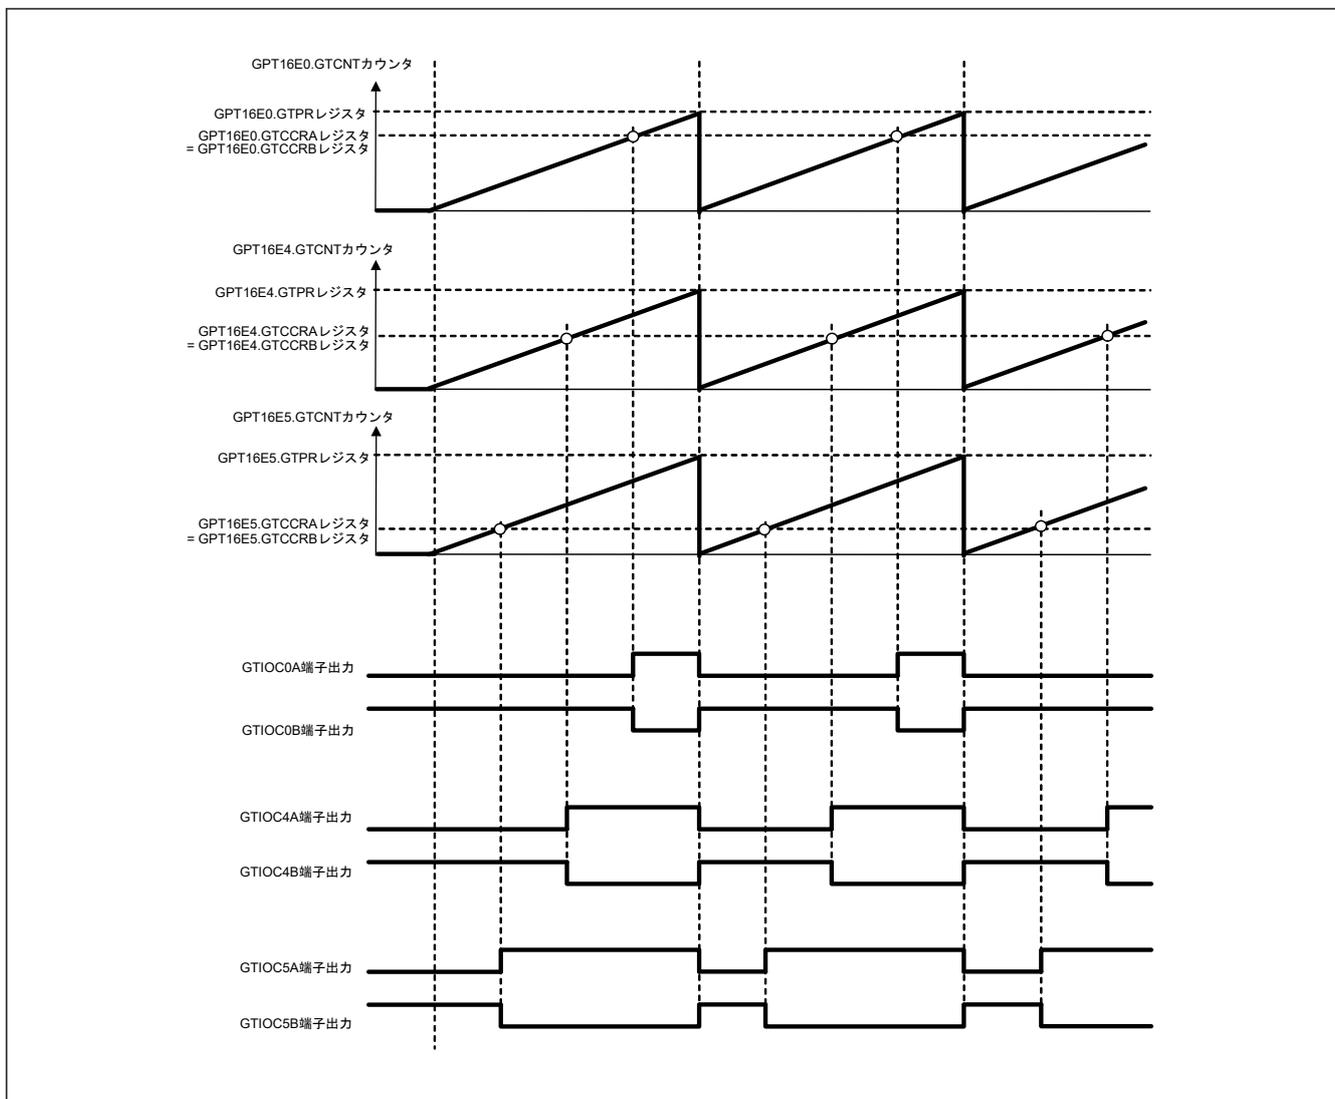 GPT16E0.GTCNTカウンタ
GPT16E0.GTPRレジスタ
GPT16E0.GTCCRAレジスタ
= GPT16E0.GTCCRBレジスタ
GPT16E4.GTCNTカウンタ
GPT16E4.GTPRレジスタ
GPT16E4.GTCCRAレジスタ
= GPT16E4.GTCCRBレジスタ
GPT16E5.GTCNTカウンタ
GPT16E5.GTPRレジスタ
GPT16E5.GTCCRAレジスタ
= GPT16E5.GTCCRBレジスタ
GTIOC0A端子出力
GTIOC0B端子出力
GTIOC4A端子出力
GTIOC4B端子出力
GTIOC5A端子出力
GTIOC5B端子出力